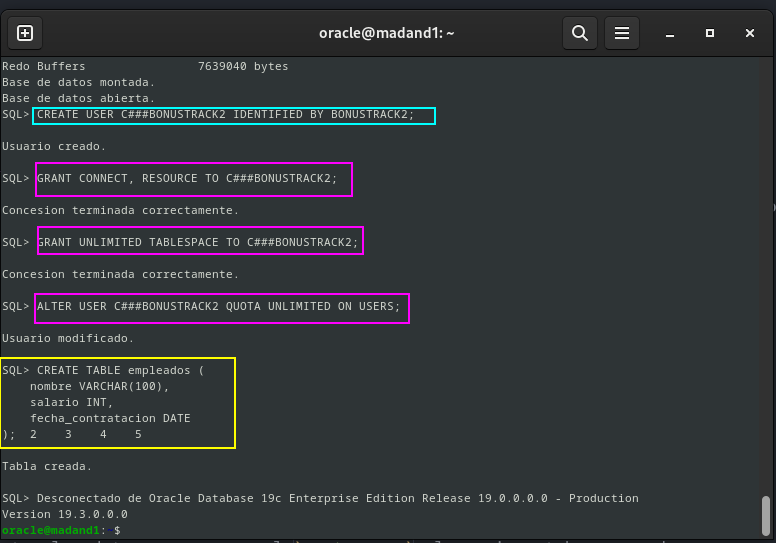 oracle@madand1: ~
Redo Buffers                7639040 bytes
Base de datos montada.
Base de datos abierta.
SQL> CREATE USER C###BONUSTRACK2 IDENTIFIED BY BONUSTRACK2;
Usuario creado.
SQL> GRANT CONNECT, RESOURCE TO C###BONUSTRACK2;
Concesion terminada correctamente.
SQL> GRANT UNLIMITED TABLESPACE TO C###BONUSTRACK2;
Concesion terminada correctamente.
SQL> ALTER USER C###BONUSTRACK2 QUOTA UNLIMITED ON USERS;
Usuario modificado.
SQL> CREATE TABLE empleados (
    nombre VARCHAR(100),
    salario INT,
    fecha_contratacion DATE
);  2    3    4    5
Tabla creada.
SQL> Desconectado de Oracle Database 19c Enterprise Edition Release 19.0.0.0.0 - Production
Version 19.3.0.0.0
oracle@madand1:~$